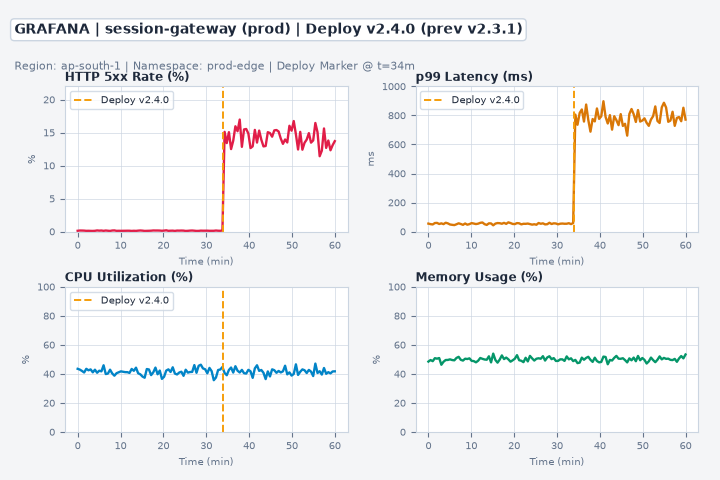 GRAFANA | session-gateway (prod) | Deploy v2.4.0 (prev v2.3.1)
Region: ap-south-1 | Namespace: prod-edge | Deploy Marker @ t=34m
HTTP 5xx Rate (%)
Deploy v2.4.0
20
15
10
5
0
%
0 10 20 30 40 50 60
Time (min)
p99 Latency (ms)
Deploy v2.4.0
1000
800
600
400
200
0
ms
0 10 20 30 40 50 60
Time (min)
CPU Utilization (%)
Deploy v2.4.0
100
80
60
40
20
0
%
0 10 20 30 40 50 60
Time (min)
Memory Usage (%)
100
80
60
40
20
0
%
0 10 20 30 40 50 60
Time (min)